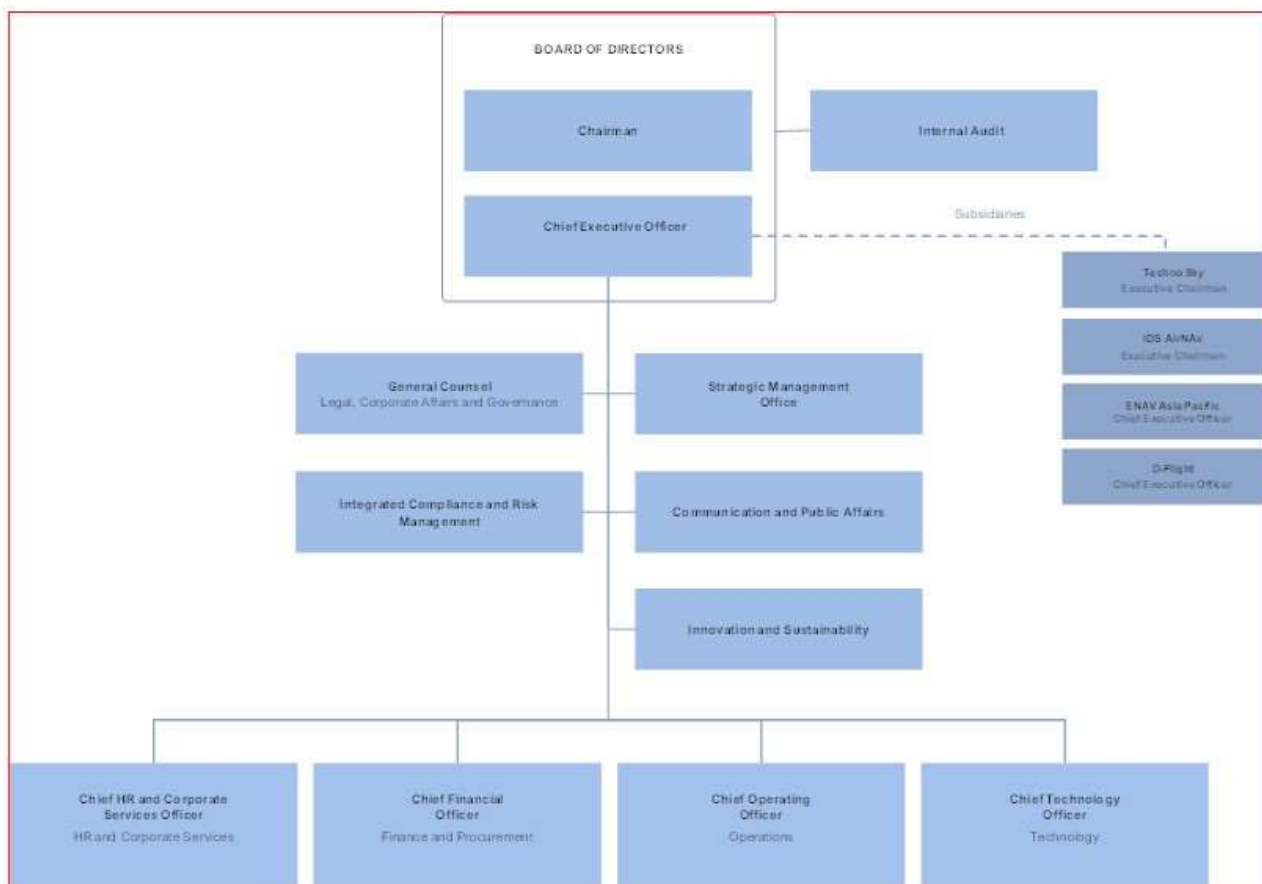 BOARD OF DIRECTORS
Chairman
Internal Audit
Chief Executive Officer
Subsidiaries
Techno Sky
Executive Chairman
IDS AirNav
Executive Chairman
ENAV Asia Pacific
Chief Executive Officer
D-Flight
Chief Executive Officer
General Counsel
Legal, Corporate Affairs and Governance
Strategic Management
Office
Integrated Compliance and Risk
Management
Communication and Public Affairs
Innovation and Sustainability
Chief HR and Corporate
Services Officer
HR and Corporate Services
Chief Financial
Officer
Finance and Procurement
Chief Operating
Officer
Operations
Chief Technology
Officer
Technology